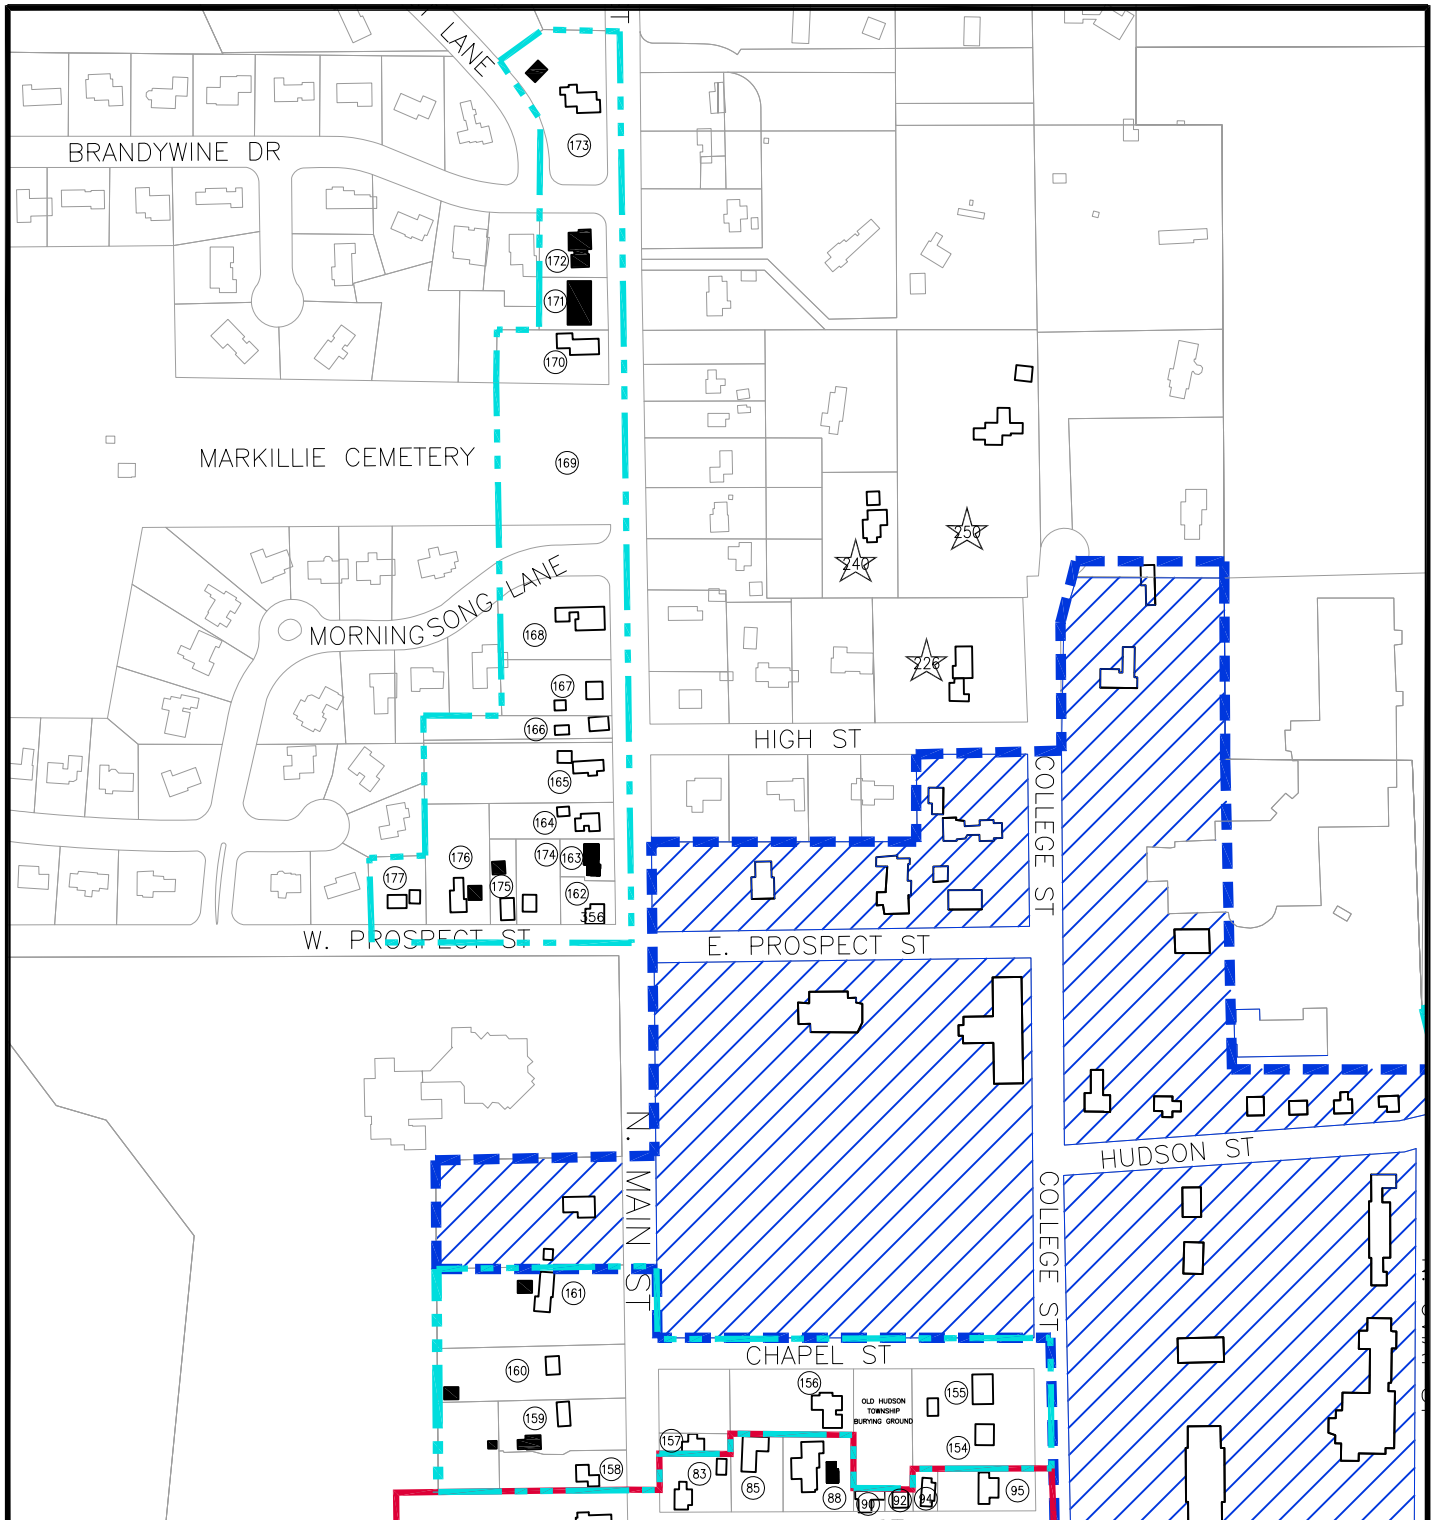 LANE
BRANDYWINE DR
173
172
171
170
MARKILLIE CEMETERY
169
250
240
MORNINGSONG LANE
168
226
167
166
HIGH ST
165
COLLEGE ST
164
176
174
163
177
175
162
356
W. PROSPECT ST
E. PROSPECT ST
N. MAIN ST
HUDSON ST
COLLEGE ST
161
CHAPEL ST
160
156
155
OLD HUDSON
TOWNSHIP
BURYING GROUND
159
157
154
158
83
85
88
90
92
94
95